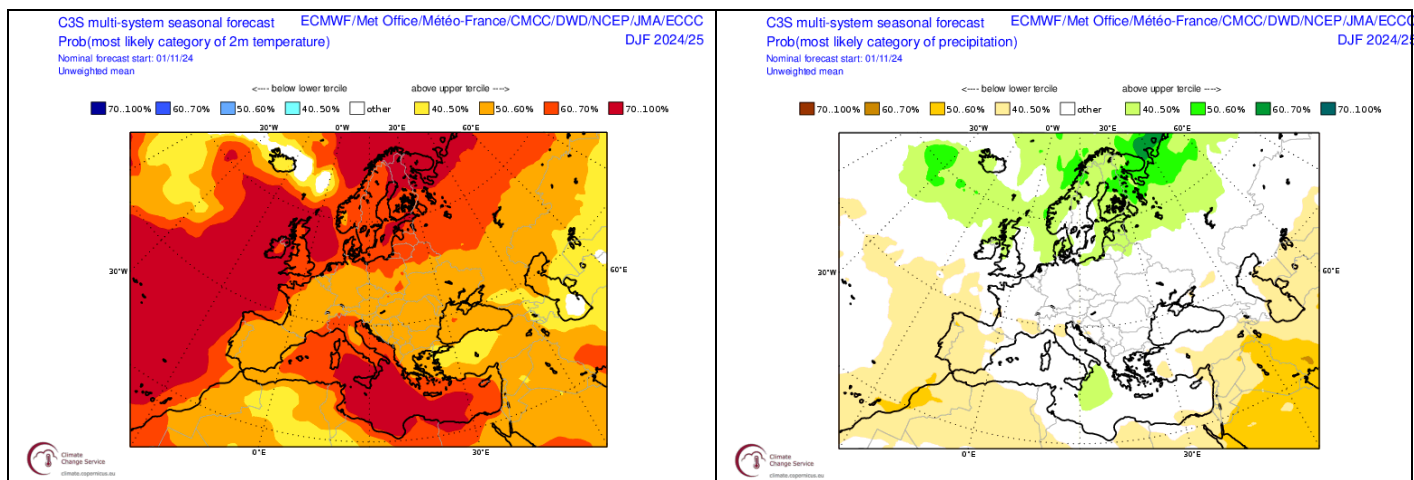 C3S multi-system seasonal forecast ECMWF/Met Office/Météo-France/CMCC/DWD/NCEP/JMA/ECCC
Prob(most likely category of 2m temperature) DJF 2024/25
Nominal forecast start: 01/11/24
Unweighted mean
<---- below lower tercile above upper tercile ---->
70..100% 60..70% 50..60% 40..50% other 40..50% 50..60% 60..70% 70..100%
30°W 0°W 30°E 60°E
30°W
60°E
0°E 30°E
Climate
Change Service
climate.copernicus.eu
C3S multi-system seasonal forecast ECMWF/Met Office/Météo-France/CMCC/DWD/NCEP/JMA/ECCC
Prob(most likely category of precipitation) DJF 2024/25
Nominal forecast start: 01/11/24
Unweighted mean
<---- below lower tercile above upper tercile ---->
70..100% 60..70% 50..60% 40..50% other 40..50% 50..60% 60..70% 70..100%
30°W 0°W 30°E 60°E
30°W
60°E
0°E 30°E
Climate
Change Service
climate.copernicus.eu